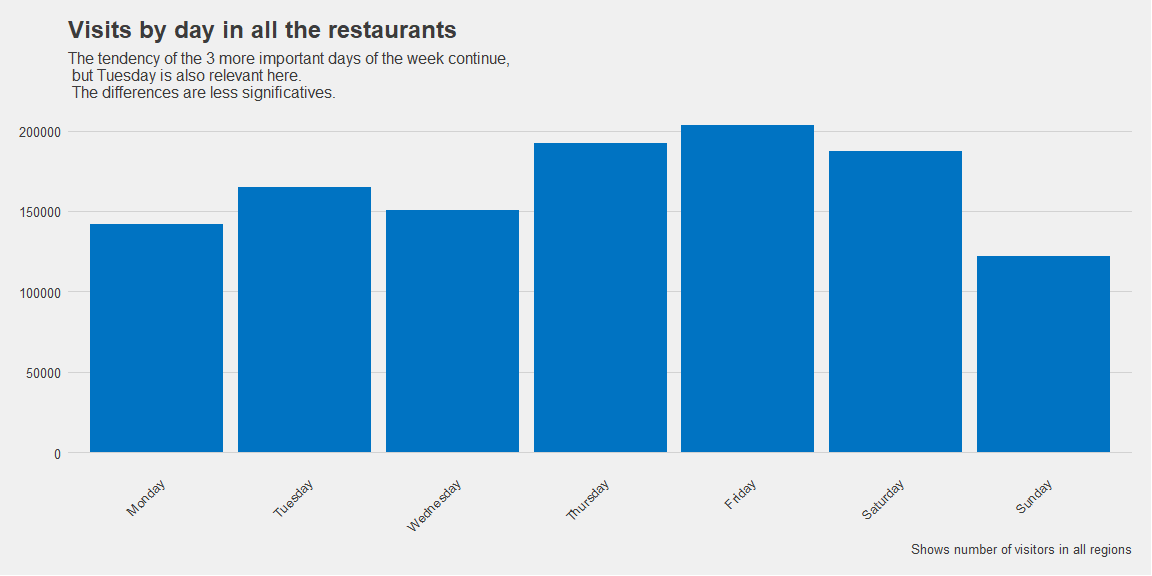 Visits by day in all the restaurants
The tendency of the 3 more important days of the week continue,
but Tuesday is also relevant here.
The differences are less significatives.
200000
150000
100000
50000
0
Monday
Tuesday
Wednesday
Thursday
Friday
Saturday
Sunday
Shows number of visitors in all regions